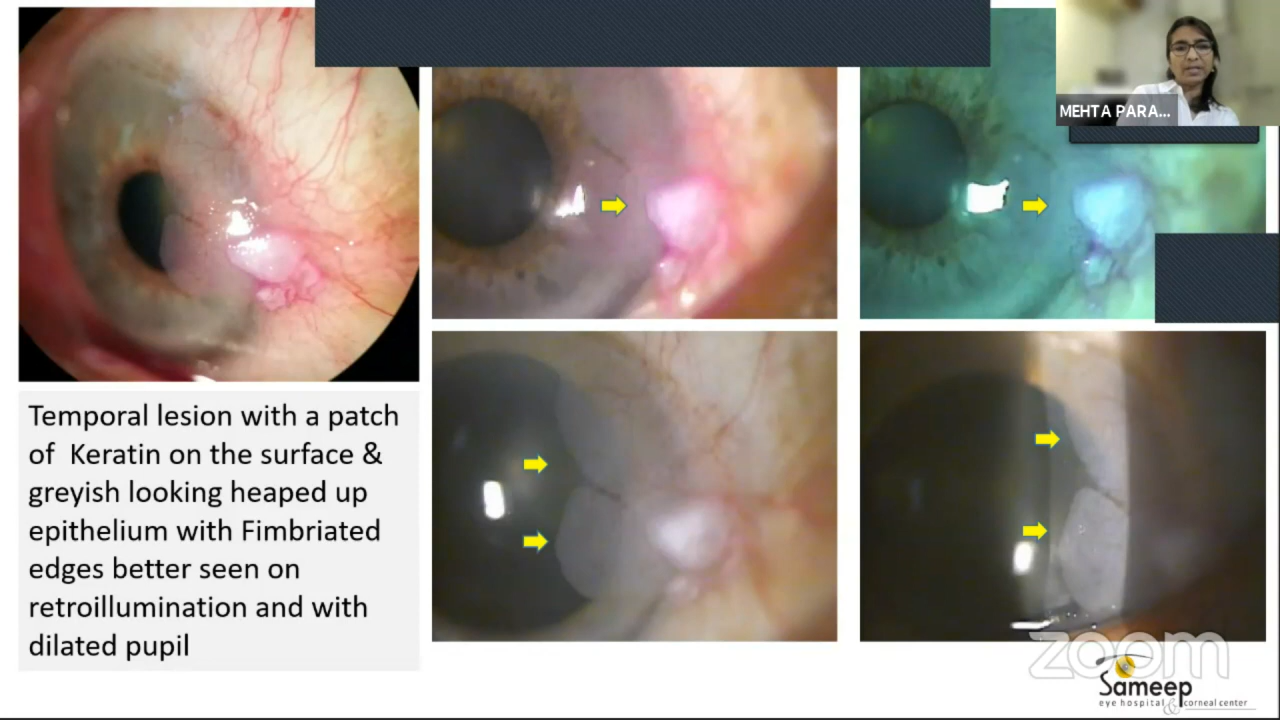 MEHTA PARA...
Temporal lesion with a patch
of Keratin on the surface &
greyish looking heaped up
epithelium with Fimbriated
edges better seen on
retroillumination and with
dilated pupil
zoom
Sameep
eye hospital & corneal center